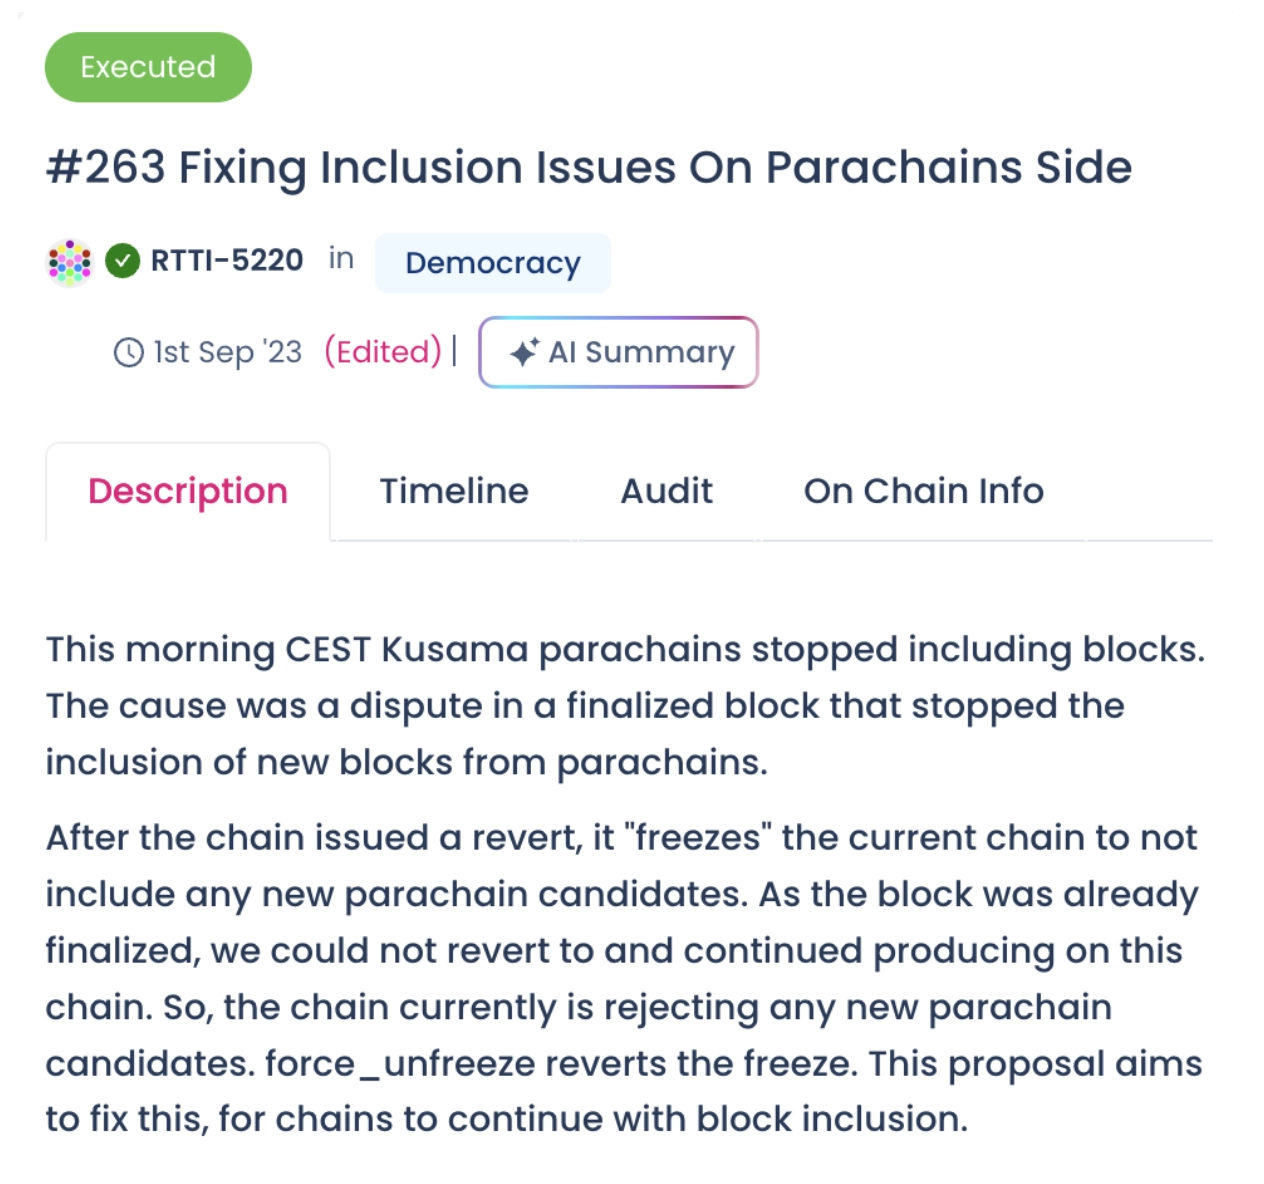 Executed
#263 Fixing Inclusion Issues On Parachains Side
RTTI-5220 in Democracy
1st Sep '23 (Edited) | AI Summary
Description Timeline Audit On Chain Info
This morning CEST Kusama parachains stopped including blocks.
The cause was a dispute in a finalized block that stopped the
inclusion of new blocks from parachains.
After the chain issued a revert, it "freezes" the current chain to not
include any new parachain candidates. As the block was already
finalized, we could not revert to and continued producing on this
chain. So, the chain currently is rejecting any new parachain
candidates. force_unfreeze reverts the freeze. This proposal aims
to fix this, for chains to continue with block inclusion.